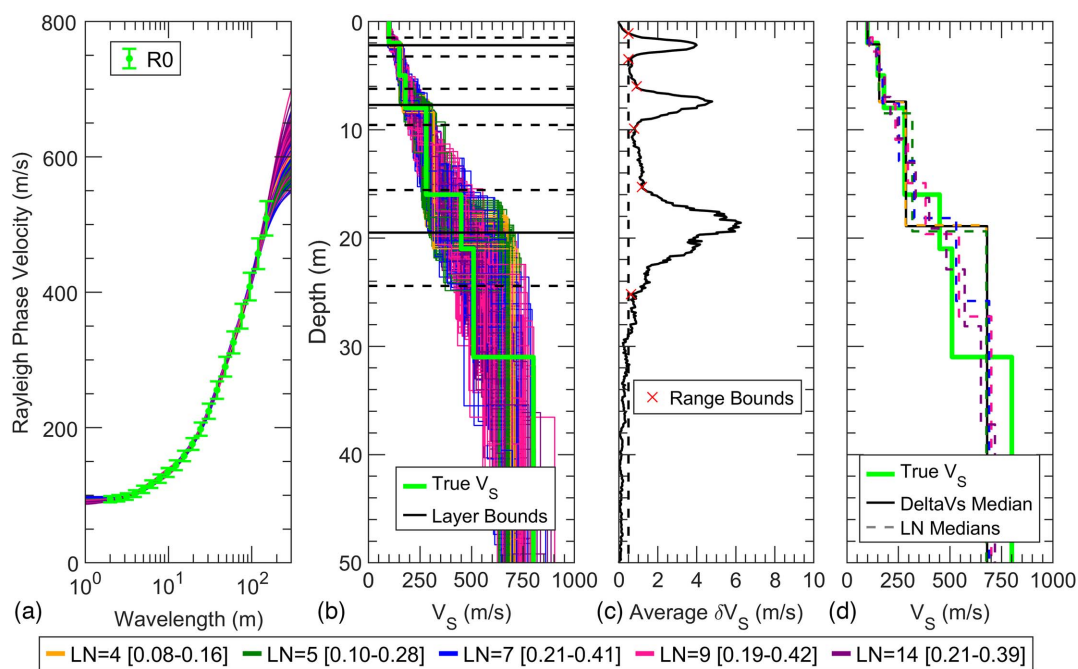 800
600
400
200
0
Rayleigh Phase Velocity (m/s)
R0
10^0 10^1 10^2
(a) Wavelength (m)
0
10
20
30
40
50
Depth (m)
True V_S
Layer Bounds
0 250 500 750 1000
(b) V_S (m/s)
× Range Bounds
0 2 4 6 8 10
(c) Average δV_S (m/s)
True V_S
DeltaVs Median
LN Medians
0 250 500 750 1000
(d) V_S (m/s)
LN=4 [0.08-0.16] LN=5 [0.10-0.28] LN=7 [0.21-0.41] LN=9 [0.19-0.42] LN=14 [0.21-0.39]